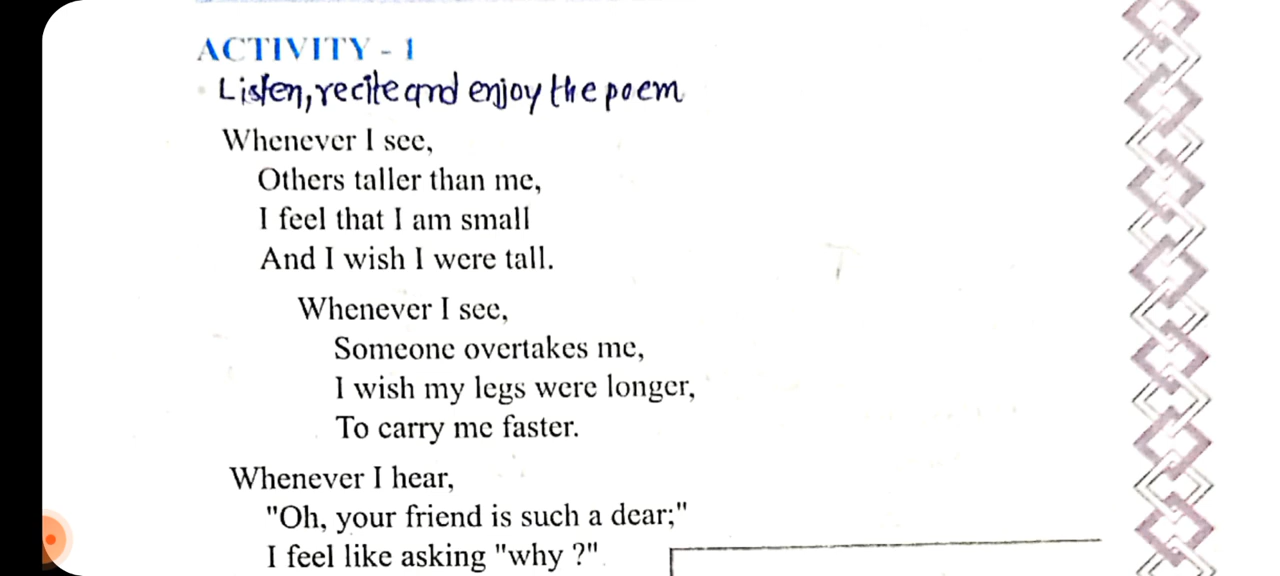 ACTIVITY - 1
Listen, recite and enjoy the poem
Whenever I see,
Others taller than me,
I feel that I am small
And I wish I were tall.
Whenever I see,
Someone overtakes me,
I wish my legs were longer,
To carry me faster.
Whenever I hear,
"Oh, your friend is such a dear;"
I feel like asking "why ?"